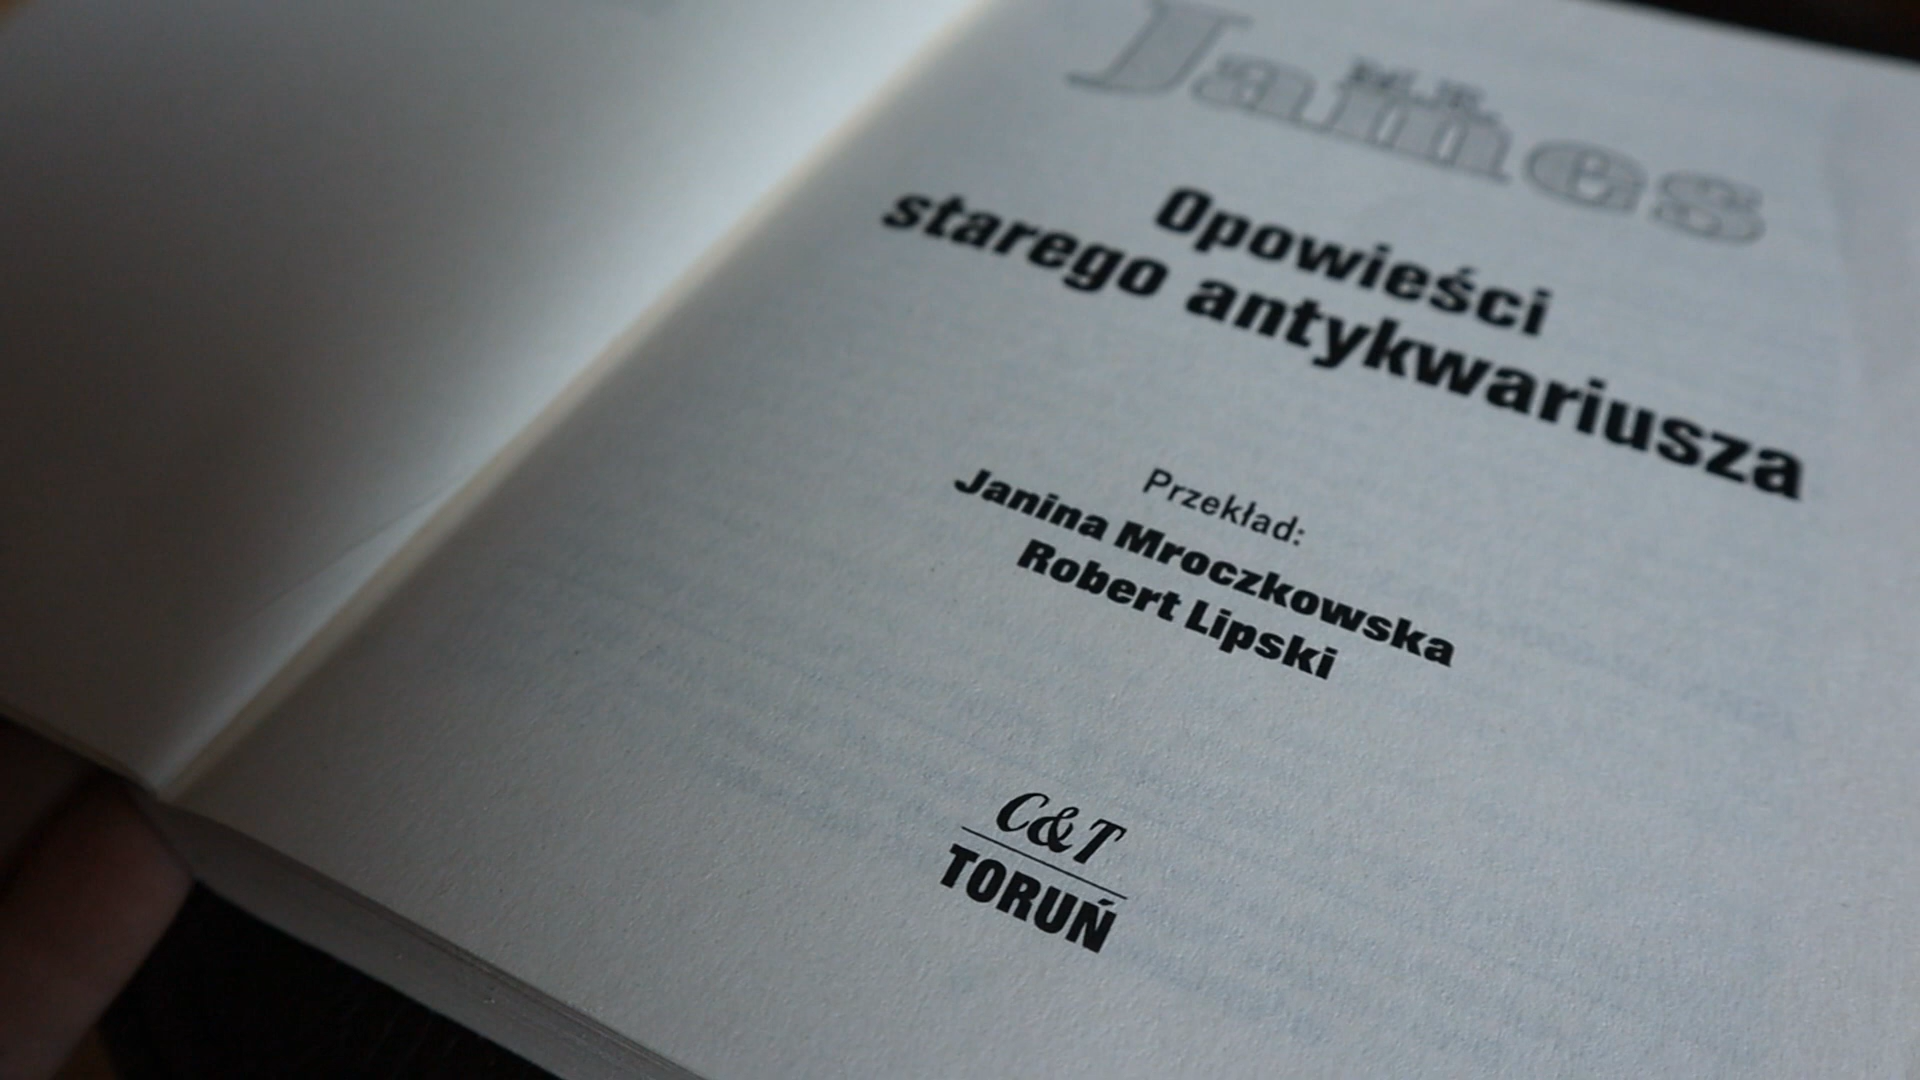 M. R.
James
Opowieści
starego antykwariusza
Przekład:
Janina Mroczkowska
Robert Lipski
C&T
TORUŃ